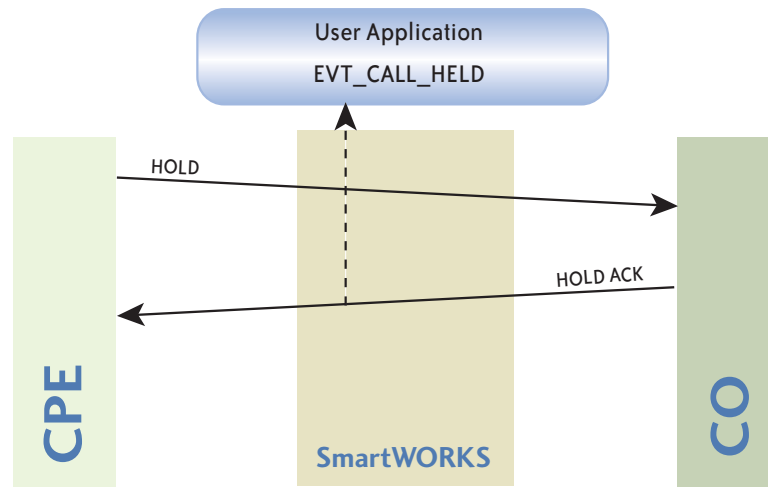 User Application
EVT_CALL_HELD
HOLD
HOLD ACK
CPE
SmartWORKS
CO